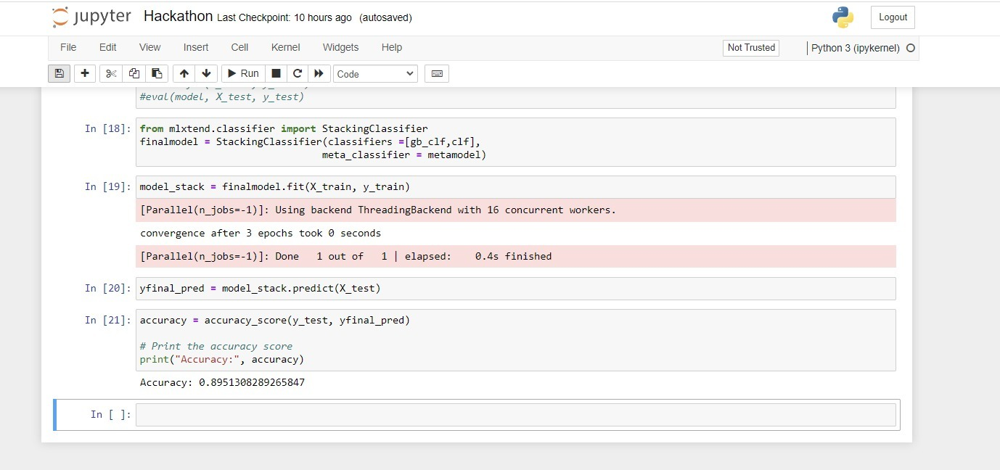 jupyter Hackathon Last Checkpoint: 10 hours ago (autosaved)
Logout
File Edit View Insert Cell Kernel Widgets Help
Not Trusted
Python 3 (ipykernel)
Run
Code
#eval(model, X_test, y_test)
In [18]: from mlxtend.classifier import StackingClassifier
finalmodel = StackingClassifier(classifiers =[gb_clf,clf],
meta_classifier = metamodel)
In [19]: model_stack = finalmodel.fit(X_train, y_train)
[Parallel(n_jobs=-1)]: Using backend ThreadingBackend with 16 concurrent workers.
convergence after 3 epochs took 0 seconds
[Parallel(n_jobs=-1)]: Done   1 out of   1 | elapsed:    0.4s finished
In [20]: yfinal_pred = model_stack.predict(X_test)
In [21]: accuracy = accuracy_score(y_test, yfinal_pred)
# Print the accuracy score
print("Accuracy:", accuracy)
Accuracy: 0.8951308289265847
In [ ]: